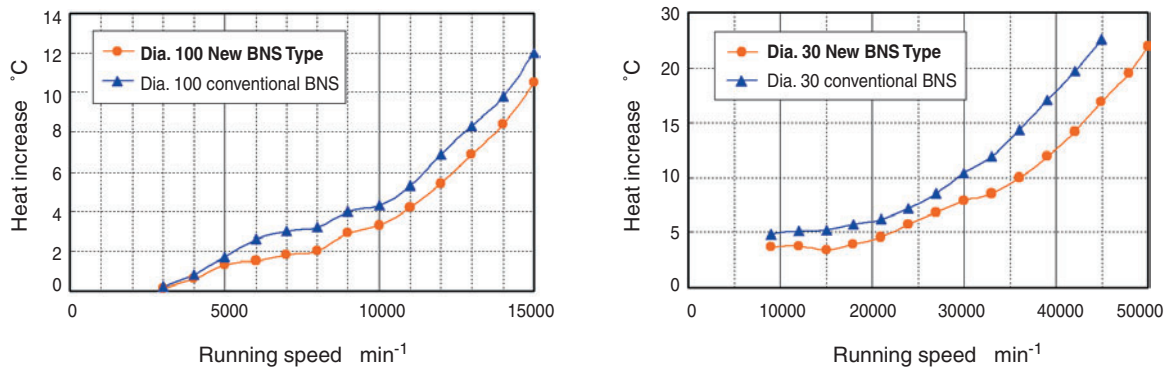 14
12
10
8
6
4
2
0
Heat increase ˚C
Dia. 100 New BNS Type
Dia. 100 conventional BNS
0 5000 10000 15000
Running speed min-1
30
20
15
10
5
0
Heat increase ˚C
Dia. 30 New BNS Type
Dia. 30 conventional BNS
10000 20000 30000 40000 50000
Running speed min-1